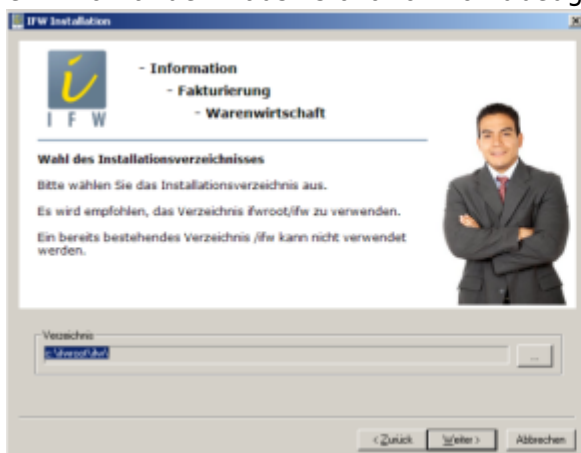 IFW Installation
i
I F W
- Information
- Fakturierung
- Warenwirtschaft
Wahl des Installationsverzeichnisses
Bitte wählen Sie das Installationsverzeichnis aus.
Es wird empfohlen, das Verzeichnis ifwroot/ifw zu verwenden.
Ein bereits bestehendes Verzeichnis /ifw kann nicht verwendet
werden.
Verzeichnis
c:\ifwroot\ifw\
...
< Zurück
Weiter >
Abbrechen